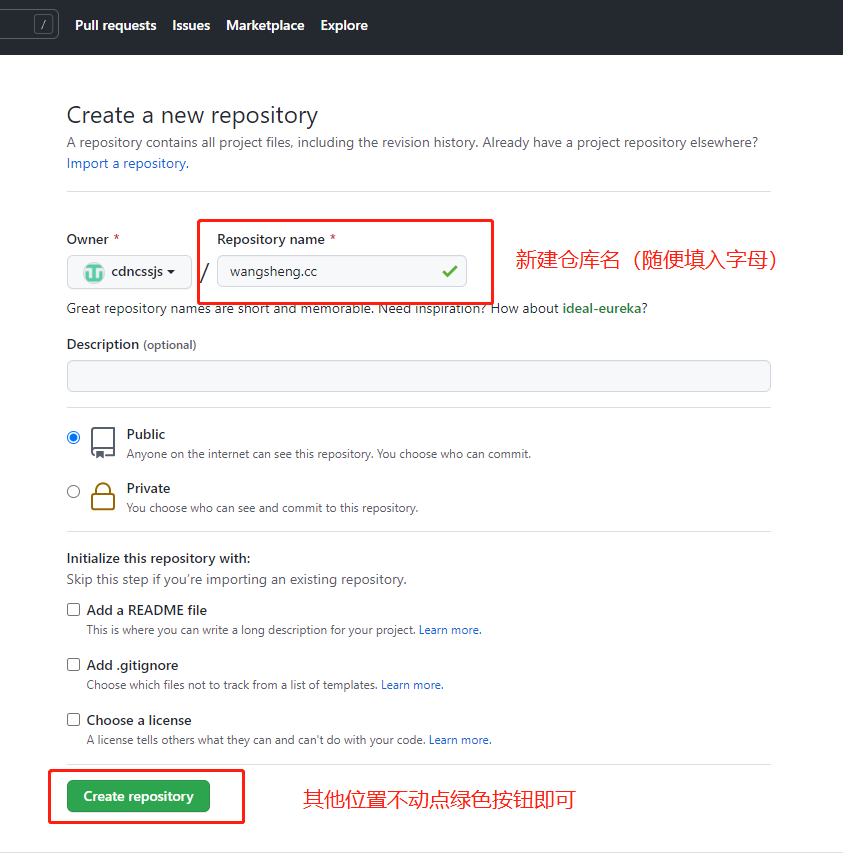 / Pull requests Issues Marketplace Explore
Create a new repository
A repository contains all project files, including the revision history. Already have a project repository elsewhere?
Import a repository.
Owner * Repository name *
cdncssjs / wangsheng.cc
新建仓库名（随便填入字母）
Great repository names are short and memorable. Need inspiration? How about ideal-eureka?
Description (optional)
Public
Anyone on the internet can see this repository. You choose who can commit.
Private
You choose who can see and commit to this repository.
Initialize this repository with:
Skip this step if you're importing an existing repository.
Add a README file
This is where you can write a long description for your project. Learn more.
Add .gitignore
Choose which files not to track from a list of templates. Learn more.
Choose a license
A license tells others what they can and can't do with your code. Learn more.
Create repository
其他位置不动点绿色按钮即可